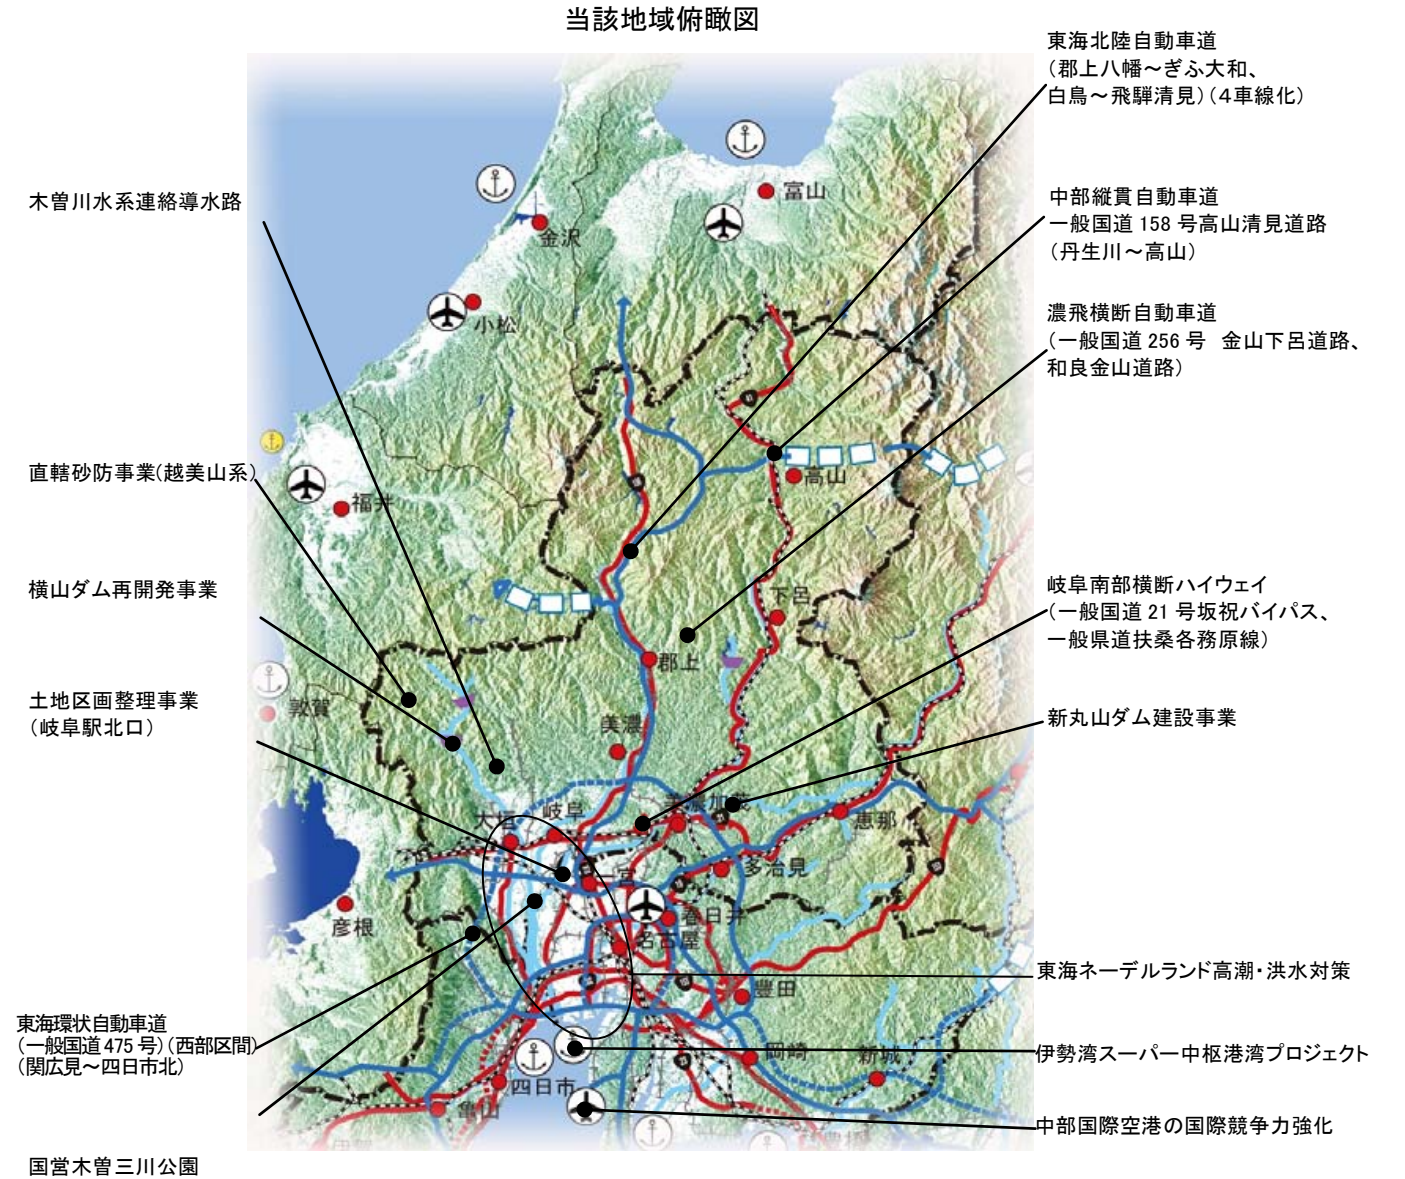 当該地域俯瞰図
東海北陸自動車道
(郡上八幡～ぎふ大和、
白鳥～飛騨清見)(4車線化)
木曽川水系連絡導水路
中部縦貫自動車道
一般国道 158 号高山清見道路
(丹生川～高山)
濃飛横断自動車道
(一般国道 256 号 金山下呂道路、
和良金山道路)
直轄砂防事業(越美山系)
横山ダム再開発事業
岐阜南部横断ハイウェイ
(一般国道 21 号坂祝バイパス、
一般県道扶桑各務原線)
土地区画整理事業
(岐阜駅北口)
新丸山ダム建設事業
東海ネーデルランド高潮・洪水対策
東海環状自動車道
(一般国道 475 号)(西部区間)
(関広見～四日市北)
伊勢湾スーパー中枢港湾プロジェクト
中部国際空港の国際競争力強化
国営木曽三川公園
富山
金沢
小松
福井
高山
下呂
郡上
敦賀
美濃
美濃加茂
大垣
岐阜
恵那
多治見
一宮
彦根
春日井
名古屋
豊田
岡崎
新城
四日市
亀山
伊賀
豊橋